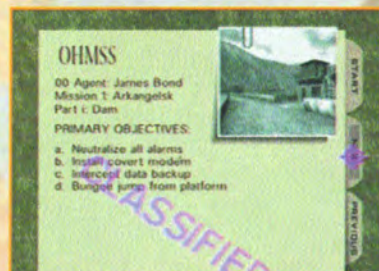 OHMSS
00 Agent: James Bond
Mission 1: Arkangelsk
Part i: Dam
PRIMARY OBJECTIVES:
a. Neutralize all alarms
b. Install covert modem
c. Intercept data backup
d. Bungee jump from platform
CLASSIFIED
START
PREVIOUS